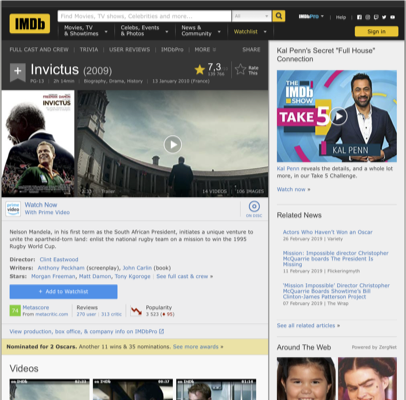 IMDb
Find Movies, TV shows, Celebrities and more...
All
IMDbPro
Help
Movies, TV
& Showtimes
Celebs, Events
& Photos
News &
Community
Watchlist
Sign in
FULL CAST AND CREW | TRIVIA | USER REVIEWS | IMDbPro | MORE
SHARE
Invictus (2009)
PG-13 | 2h 14min | Biography, Drama, History | 13 January 2010 (France)
7,3
Rate
This
INVICTUS
Trailer
14 VIDEOS
106 IMAGES
prime
video
Watch Now
With Prime Video
ON DISC
Nelson Mandela, in his first term as the South African President, initiates a unique venture to
unite the apartheid-torn land: enlist the national rugby team on a mission to win the 1995
Rugby World Cup.
Director: Clint Eastwood
Writers: Anthony Peckham (screenplay), John Carlin (book)
Stars: Morgan Freeman, Matt Damon, Tony Kgoroge | See full cast & crew »
+ Add to Watchlist
Metascore
From metacritic.com
Reviews
270 user | 313 critic
Popularity
3 523 (95)
View production, box office, & company info on IMDbPro
Nominated for 2 Oscars. Another 11 wins & 35 nominations. See more awards »
Videos
Kal Penn's Secret "Full House"
Connection
THE
IMDb
SHOW
TAKE 5
KAL PENN
Kal Penn reveals the details, and a whole lot
more, in our Take 5 Challenge.
Watch now »
Related News
Actors Who Haven't Won an Oscar
26 February 2019 | Variety
Mission: Impossible director Christopher
McQuarrie boards The President Is
Missing
11 February 2019 | Flickeringmyth
'Mission Impossible' Director Christopher
McQuarrie Boards Showtime's Bill
Clinton-James Patterson Project
07 February 2019 | The Wrap
See all related articles »
Around The Web
Powered by ZergNet